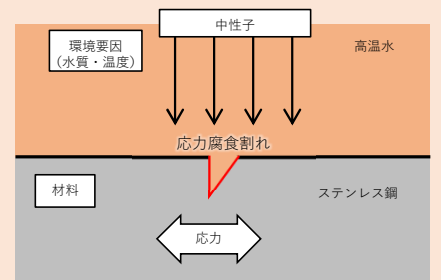 中性子
環境要因
（水質・温度）
高温水
応力腐食割れ
材料
ステンレス鋼
応力